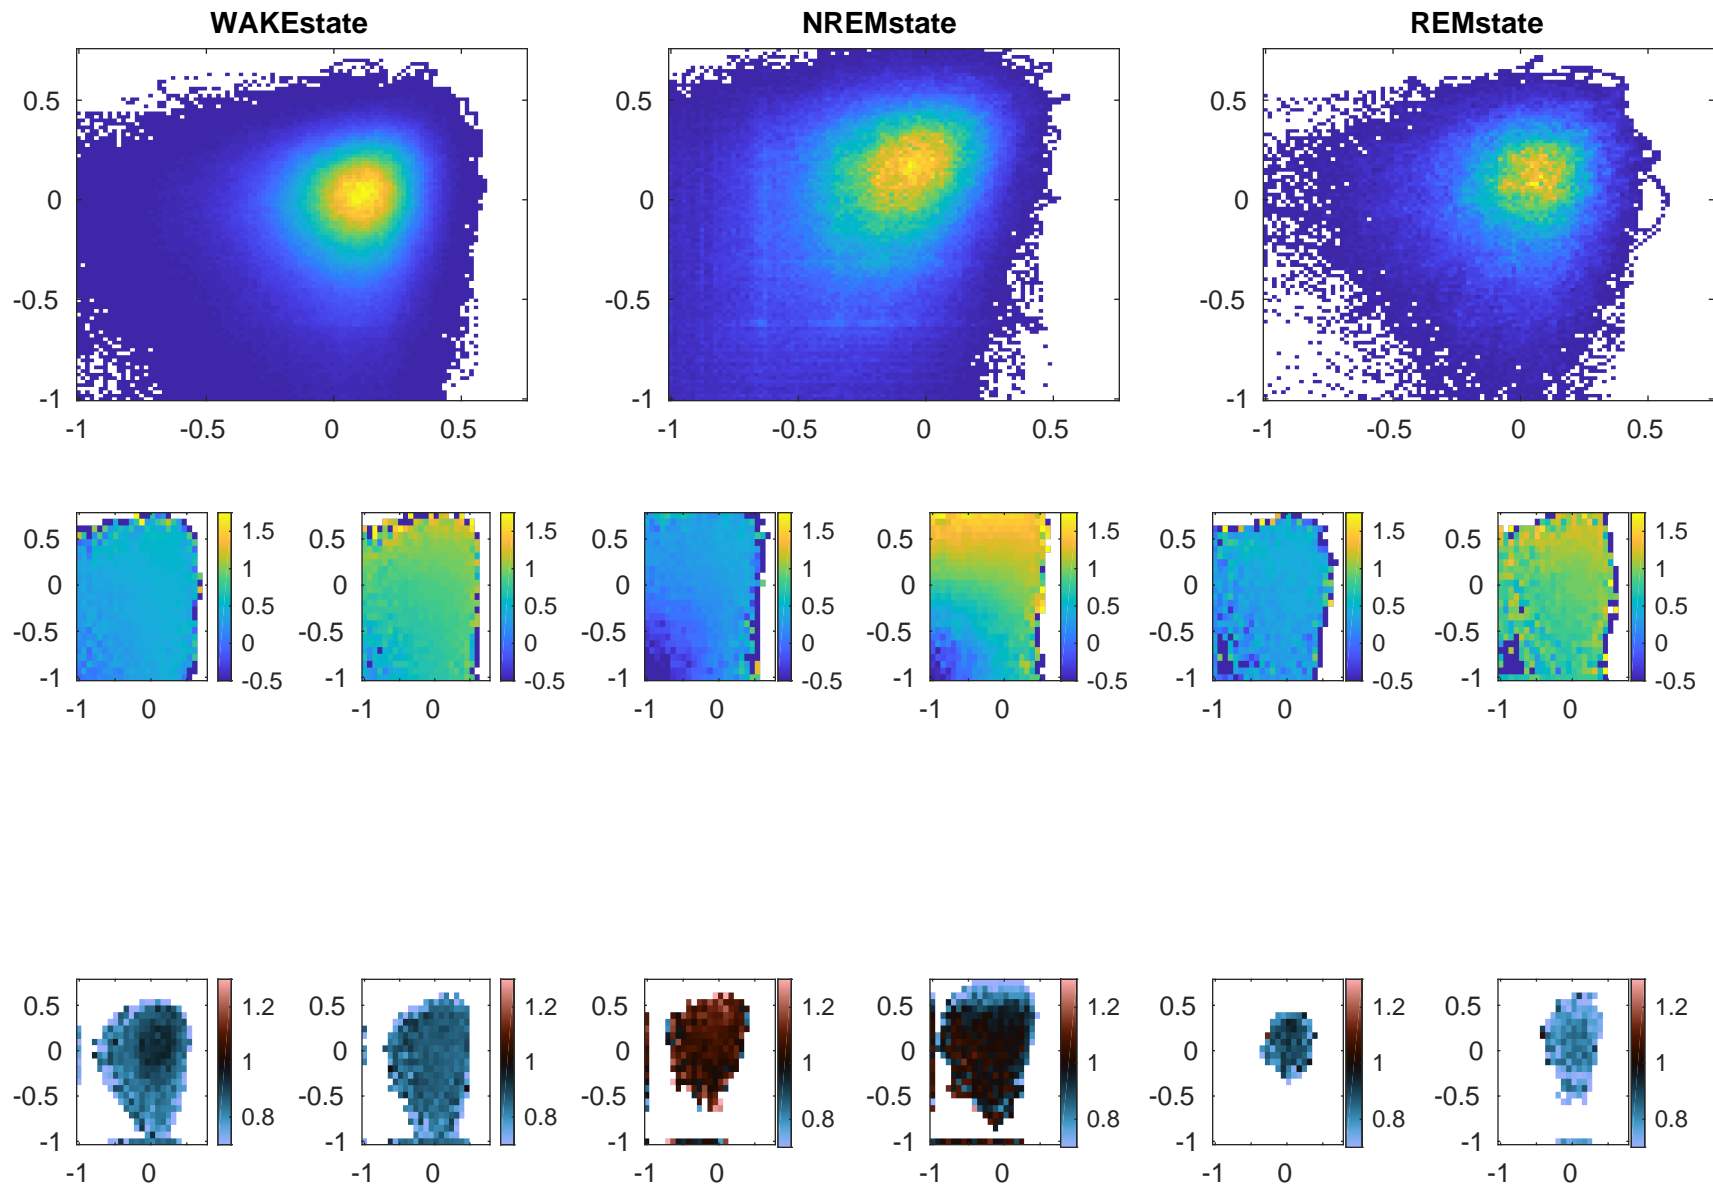 WAKEstate NREMstate REMstate
0.5 0.5 0.5
0 0 0
-0.5 -0.5 -0.5
-1 -1 -1
-1 -0.5 0 0.5 -1 -0.5 0 0.5 -1 -0.5 0 0.5
0.5 1.5 0.5 1.5 0.5 1.5 0.5 1.5 0.5 1.5 0.5 1.5
0 1 0 1 0 1 0 1 0 1 0 1
0.5 0.5 0.5 0.5 0.5 0.5
-0.5 0 -0.5 0 -0.5 0 -0.5 0 -0.5 0 -0.5 0
-1 -0.5 -1 -0.5 -1 -0.5 -1 -0.5 -1 -0.5 -1 -0.5
-1 0 -1 0 -1 0 -1 0 -1 0 -1 0
0.5 1.2 0.5 1.2 0.5 1.2 0.5 1.2 0.5 1.2 0.5 1.2
0 1 0 1 0 1 0 1 0 1 0 1
-0.5 0.8 -0.5 0.8 -0.5 0.8 -0.5 0.8 -0.5 0.8 -0.5 0.8
-1 -1 -1 -1 -1 -1
-1 0 -1 0 -1 0 -1 0 -1 0 -1 0